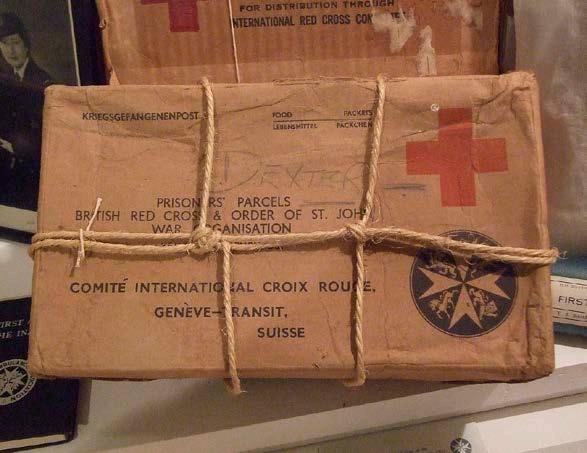 FOR DISTRIBUTION THROUGH
INTERNATIONAL RED CROSS
KRIEGSGEFANGENENPOST
FOOD PACKETS
LEBENSMITTEL PÄCKCHEN
DEXTER
PRISONERS' PARCELS
BRITISH RED CROSS & ORDER OF ST. JOHN
WAR ORGANISATION
COMITÉ INTERNATIONAL CROIX ROUGE,
GENÈVE—TRANSIT,
SUISSE
FIRST
FIRST